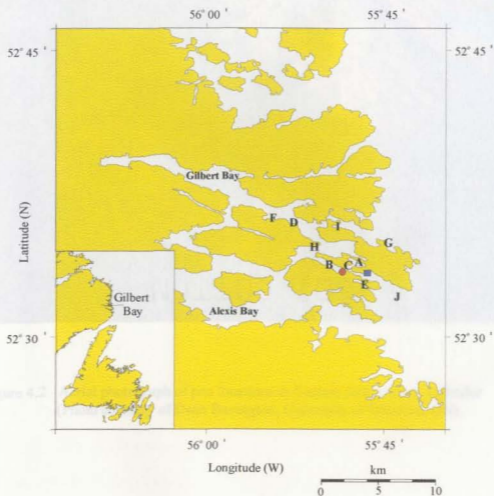 56° 00 ' 55° 45 '
52° 45 ' 52° 45 '
Gilbert Bay
F D I
H G
B C A
E
J
Gilbert
Bay
Alexis Bay
52° 30 ' 52° 30 '
Latitude (N)
56° 00 ' 55° 45 '
Longitude (W)
km
0 10